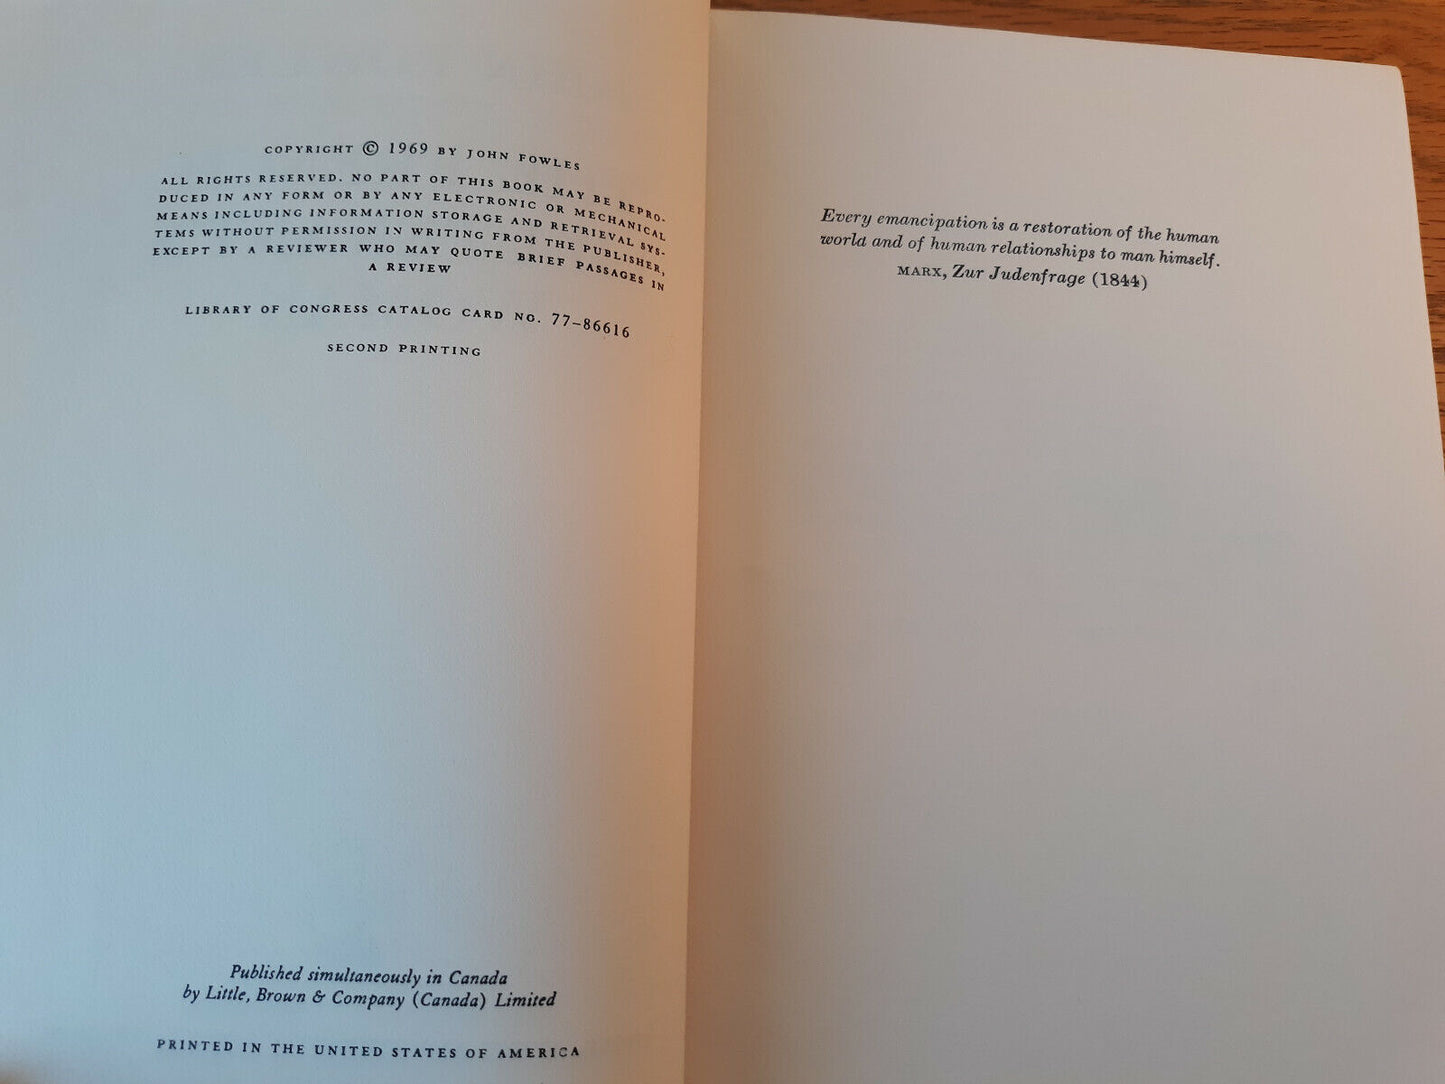 COPYRIGHT © 1969 BY JOHN FOWLES
ALL RIGHTS RESERVED. NO PART OF THIS BOOK MAY BE REPRO-
DUCED IN ANY FORM OR BY ANY ELECTRONIC OR MECHANICAL
MEANS INCLUDING INFORMATION STORAGE AND RETRIEVAL SYS-
TEMS WITHOUT PERMISSION IN WRITING FROM THE PUBLISHER,
EXCEPT BY A REVIEWER WHO MAY QUOTE BRIEF PASSAGES IN
A REVIEW
LIBRARY OF CONGRESS CATALOG CARD NO. 77-86616
SECOND PRINTING
Published simultaneously in Canada
by Little, Brown & Company (Canada) Limited
PRINTED IN THE UNITED STATES OF AMERICA
Every emancipation is a restoration of the human
world and of human relationships to man himself.
MARX, Zur Judenfrage (1844)